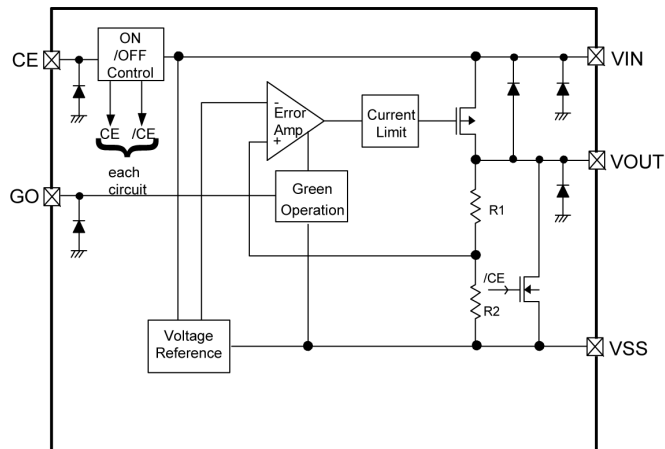 CE
ON
/OFF
Control
VIN
CE /CE
each
circuit
-
Error
Amp
+
Current
Limit
VOUT
GO
Green
Operation
R1
/CE
R2
Voltage
Reference
VSS